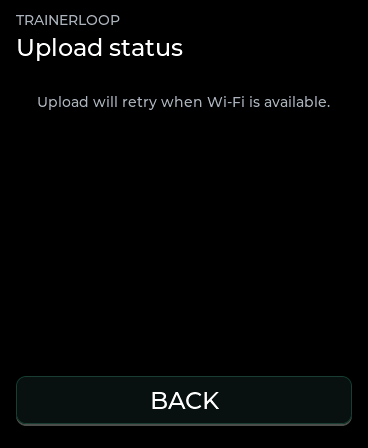 TRAINERLOOP
Upload status
Upload will retry when Wi-Fi is available.
BACK